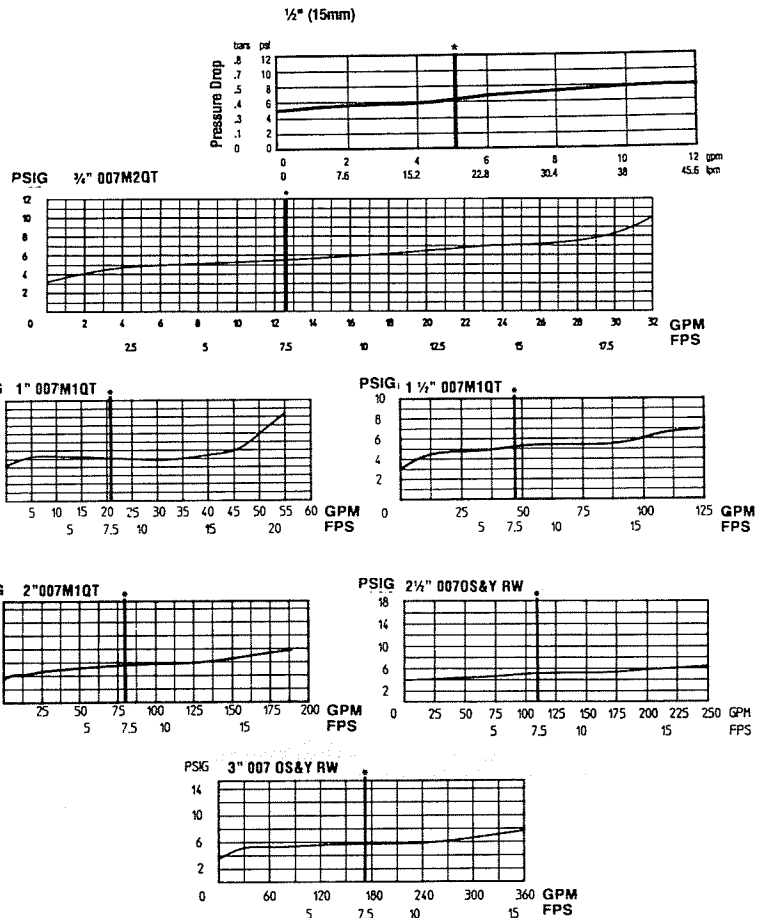 ½" (15mm)
bars psi *
Pressure Drop
.8 12
.7 10
.5 8
.4 6
.3 4
.1 2
0 0
0 2 4 6 8 10 12 gpm
0 7.6 15.2 22.8 30.4 38 45.6 lpm
PSIG ¾" 007M2QT
12
10
8
6
4
2
0 2 4 6 8 10 12 14 16 18 20 22 24 26 28 30 32 GPM
2.5 5 7.5 10 12.5 15 17.5 FPS
1" 007M1QT
5 10 15 20 25 30 35 40 45 50 55 60 GPM
5 7.5 10 15 20 FPS
PSIG 1 ½" 007M1QT
10
8
6
4
2
0 25 50 75 100 125 GPM
5 7.5 10 15 FPS
2"007M1QT
25 50 75 100 125 150 175 200 GPM
5 7.5 10 15 FPS
PSIG 2½" 007OS&Y RW
18
14
10
6
2
0 25 50 75 100 125 150 175 200 225 250 GPM
5 7.5 10 15 FPS
PSIG 3" 007 OS&Y RW *
14
10
6
2
0 60 120 180 240 300 360 GPM
5 7.5 10 15 FPS